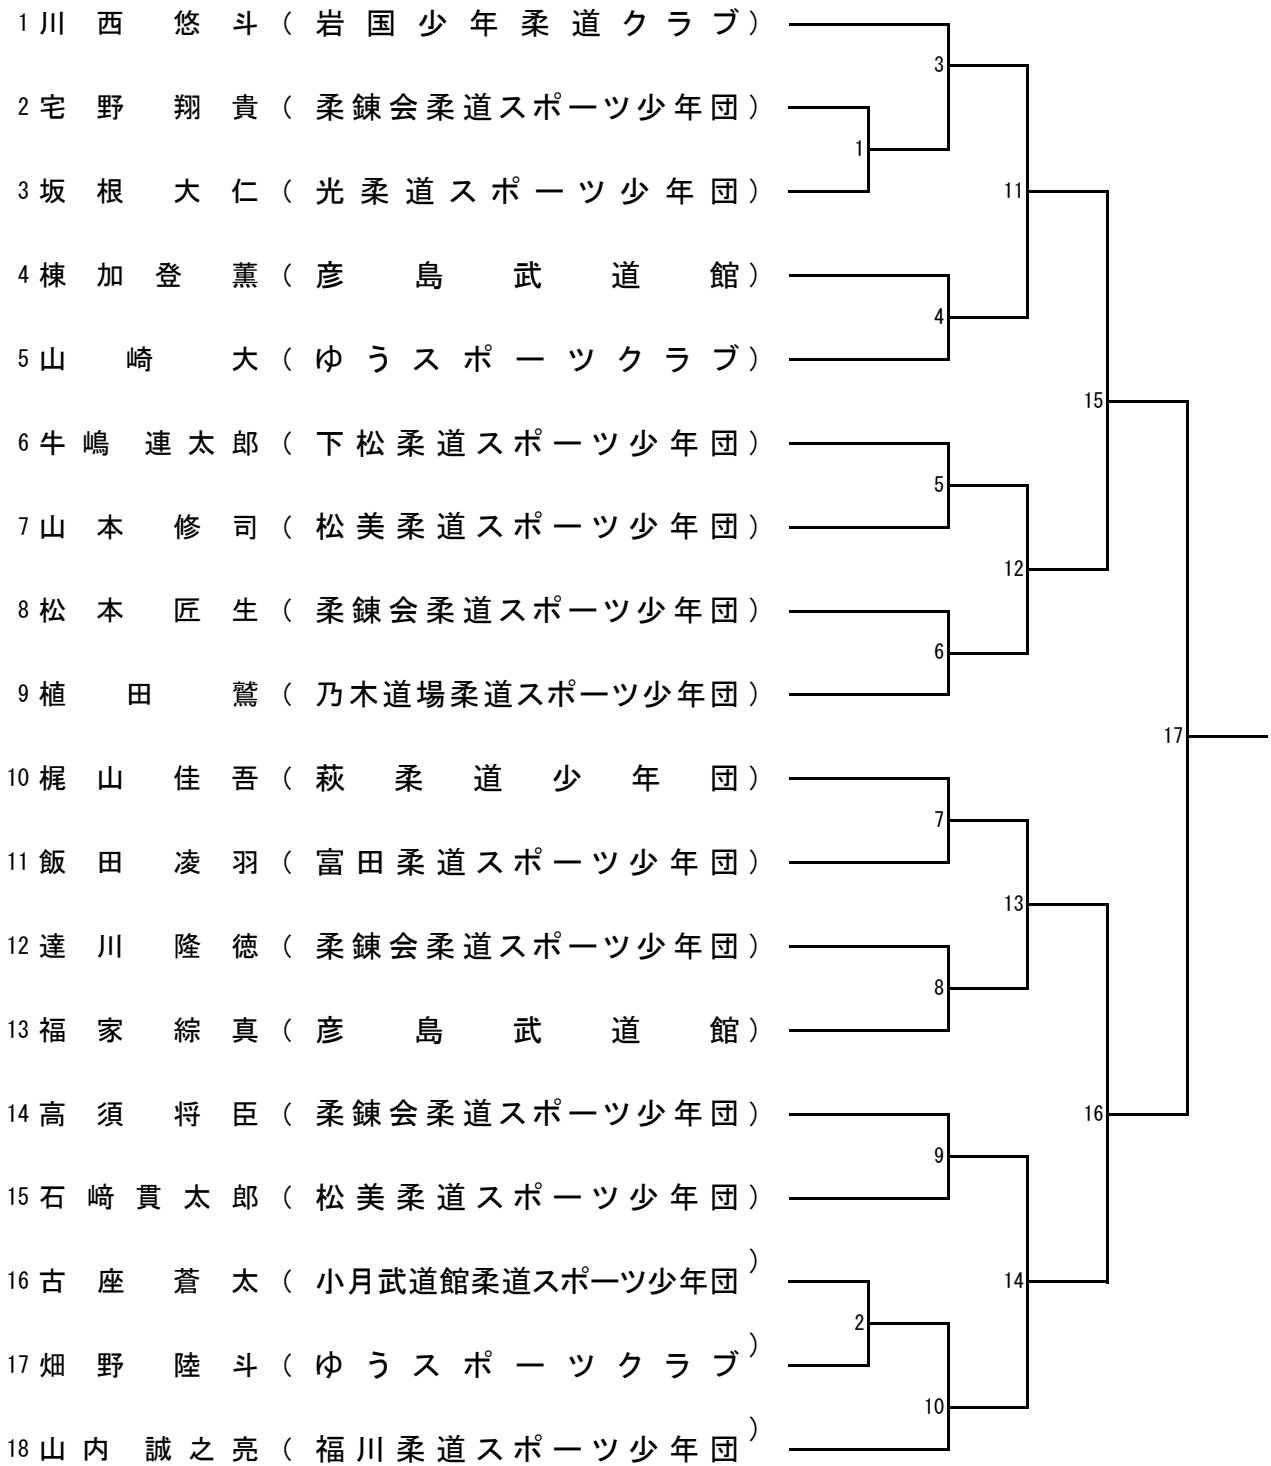 1 川西 悠斗 ( 岩国少年柔道クラブ )
3
2 宅野 翔貴 ( 柔錬会柔道スポーツ少年団 )
1
3 坂根 大仁 ( 光柔道スポーツ少年団 )
11
4 棟加登 薫 ( 彦島武道館 )
4
5 山崎 大 ( ゆうスポーツクラブ )
15
6 牛嶋 連太郎 ( 下松柔道スポーツ少年団 )
5
7 山本 修司 ( 松美柔道スポーツ少年団 )
12
8 松本 匠生 ( 柔錬会柔道スポーツ少年団 )
6
9 植田 鷲 ( 乃木道場柔道スポーツ少年団 )
17
10 梶山 佳吾 ( 萩柔道少年団 )
7
11 飯田 凌羽 ( 富田柔道スポーツ少年団 )
13
12 達川 隆徳 ( 柔錬会柔道スポーツ少年団 )
8
13 福家 綜真 ( 彦島武道館 )
14 高須 将臣 ( 柔錬会柔道スポーツ少年団 )
16
9
15 石﨑貫太郎 ( 松美柔道スポーツ少年団 )
16 古座 蒼太 ( 小月武道館柔道スポーツ少年団 )
14
2
17 畑野 陸斗 ( ゆうスポーツクラブ )
10
18 山内 誠之亮 ( 福川柔道スポーツ少年団 )